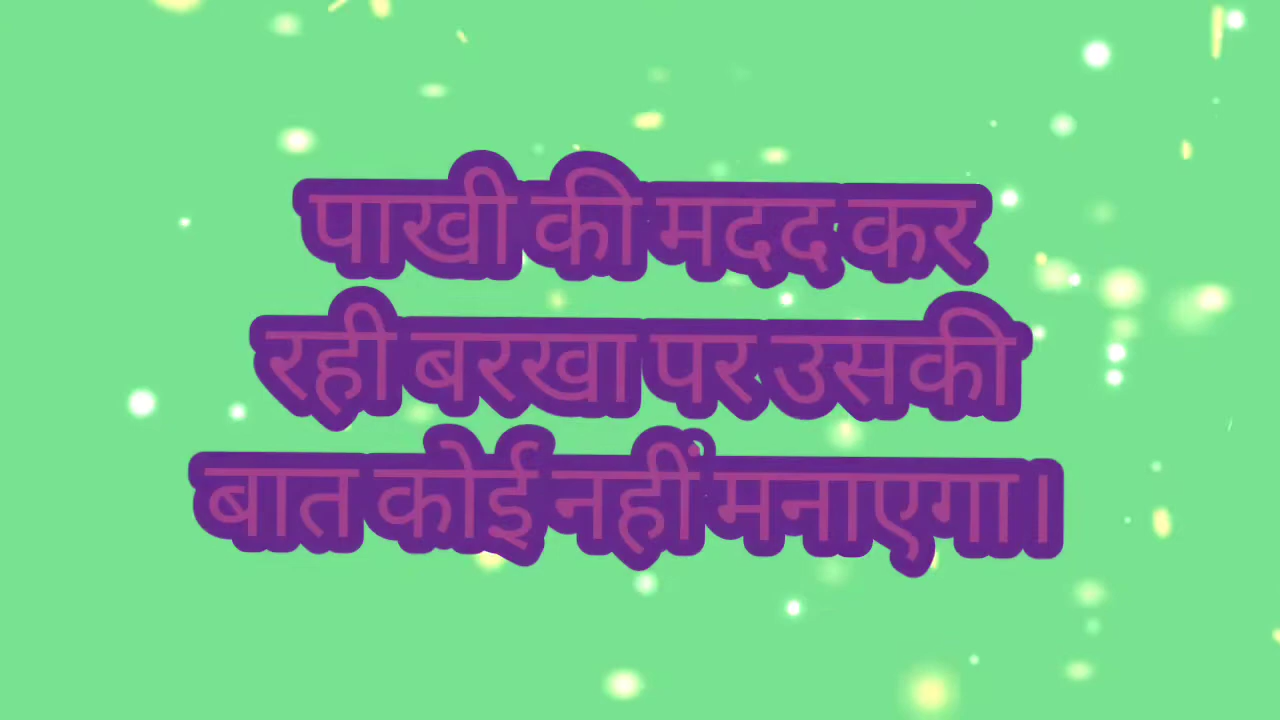 पाखी की मदद कर
रही बरखा पर उसकी
बात कोई नहीं मनाएगा।